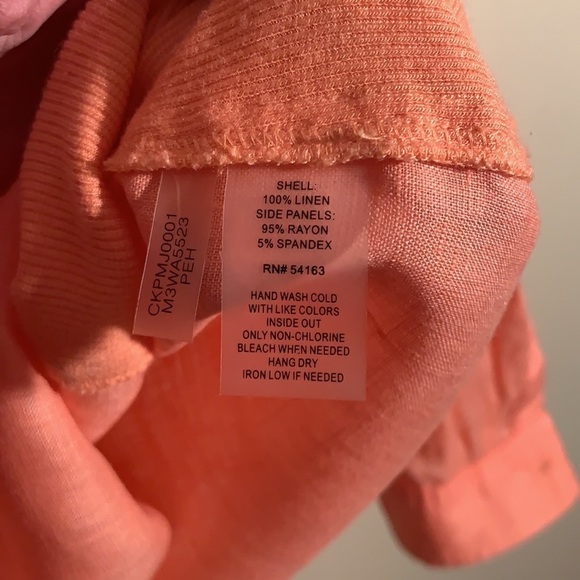 CKPMJ0001
M3WA5523
PEH
SHELL:
100% LINEN
SIDE PANELS:
95% RAYON
5% SPANDEX
RN# 54163
HAND WASH COLD
WITH LIKE COLORS
INSIDE OUT
ONLY NON-CHLORINE
BLEACH WHEN NEEDED
HANG DRY
IRON LOW IF NEEDED